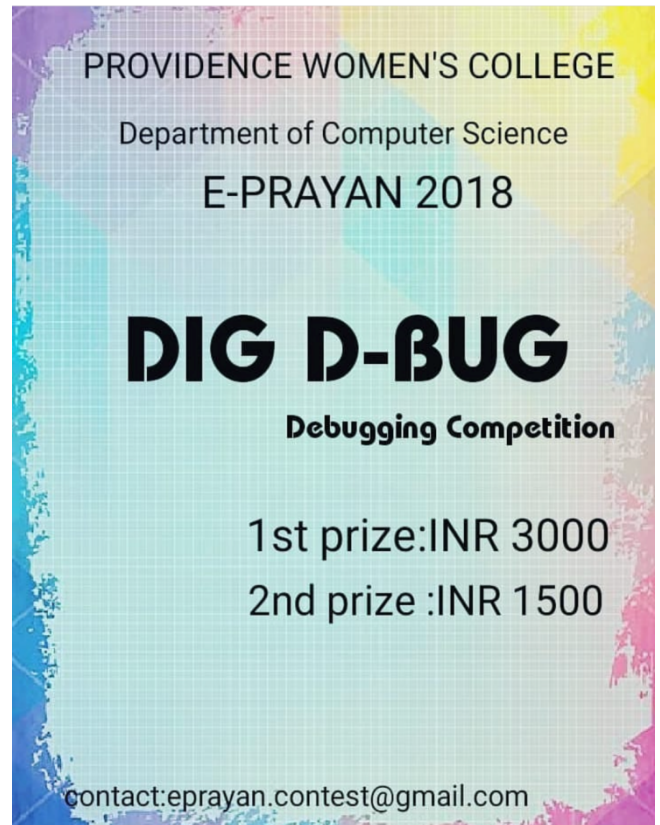 PROVIDENCE WOMEN'S COLLEGE
Department of Computer Science
E-PRAYAN 2018
DIG D-BUG
Debugging Competition
1st prize:INR 3000
2nd prize :INR 1500
contact:eprayan.contest@gmail.com